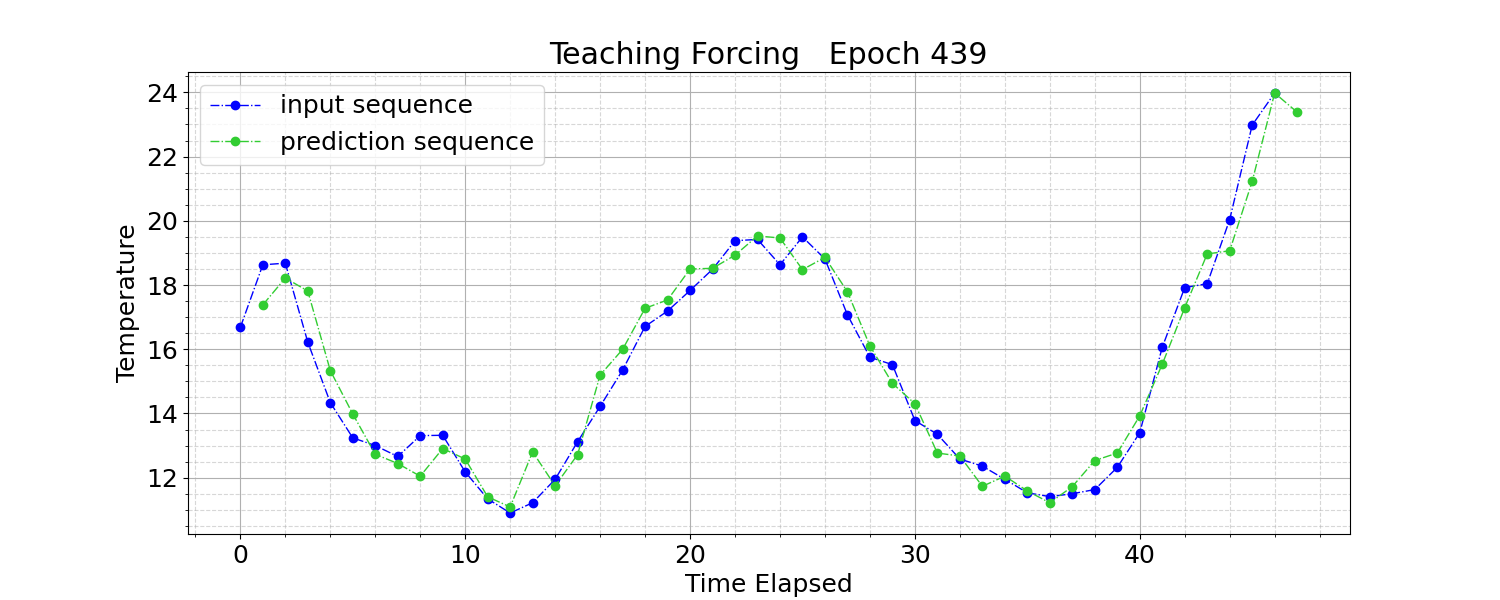 Teaching Forcing   Epoch 439
input sequence
prediction sequence
Temperature
24
22
20
18
16
14
12
0 10 20 30 40
Time Elapsed